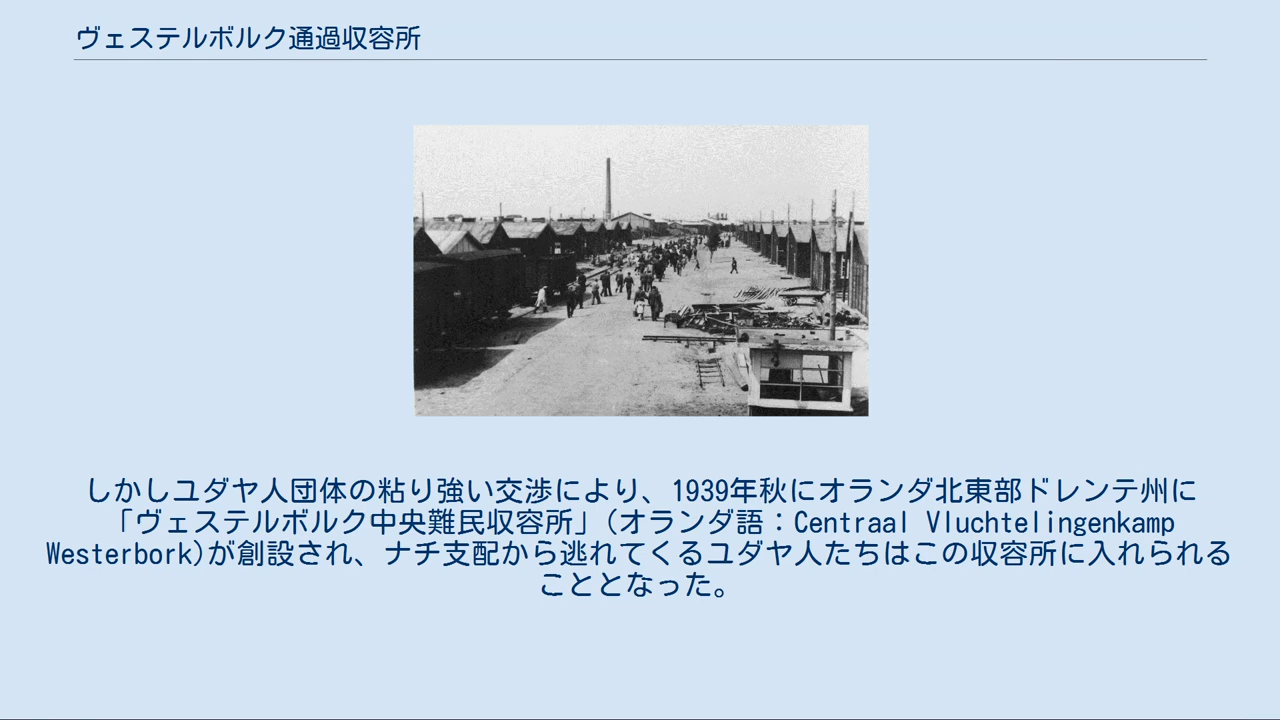 ヴェステルボルク通過収容所
しかしユダヤ人団体の粘り強い交渉により、1939年秋にオランダ北東部ドレンテ州に
「ヴェステルボルク中央難民収容所」(オランダ語：Centraal Vluchtelingenkamp
Westerbork)が創設され、ナチ支配から逃れてくるユダヤ人たちはこの収容所に入れられる
こととなった。